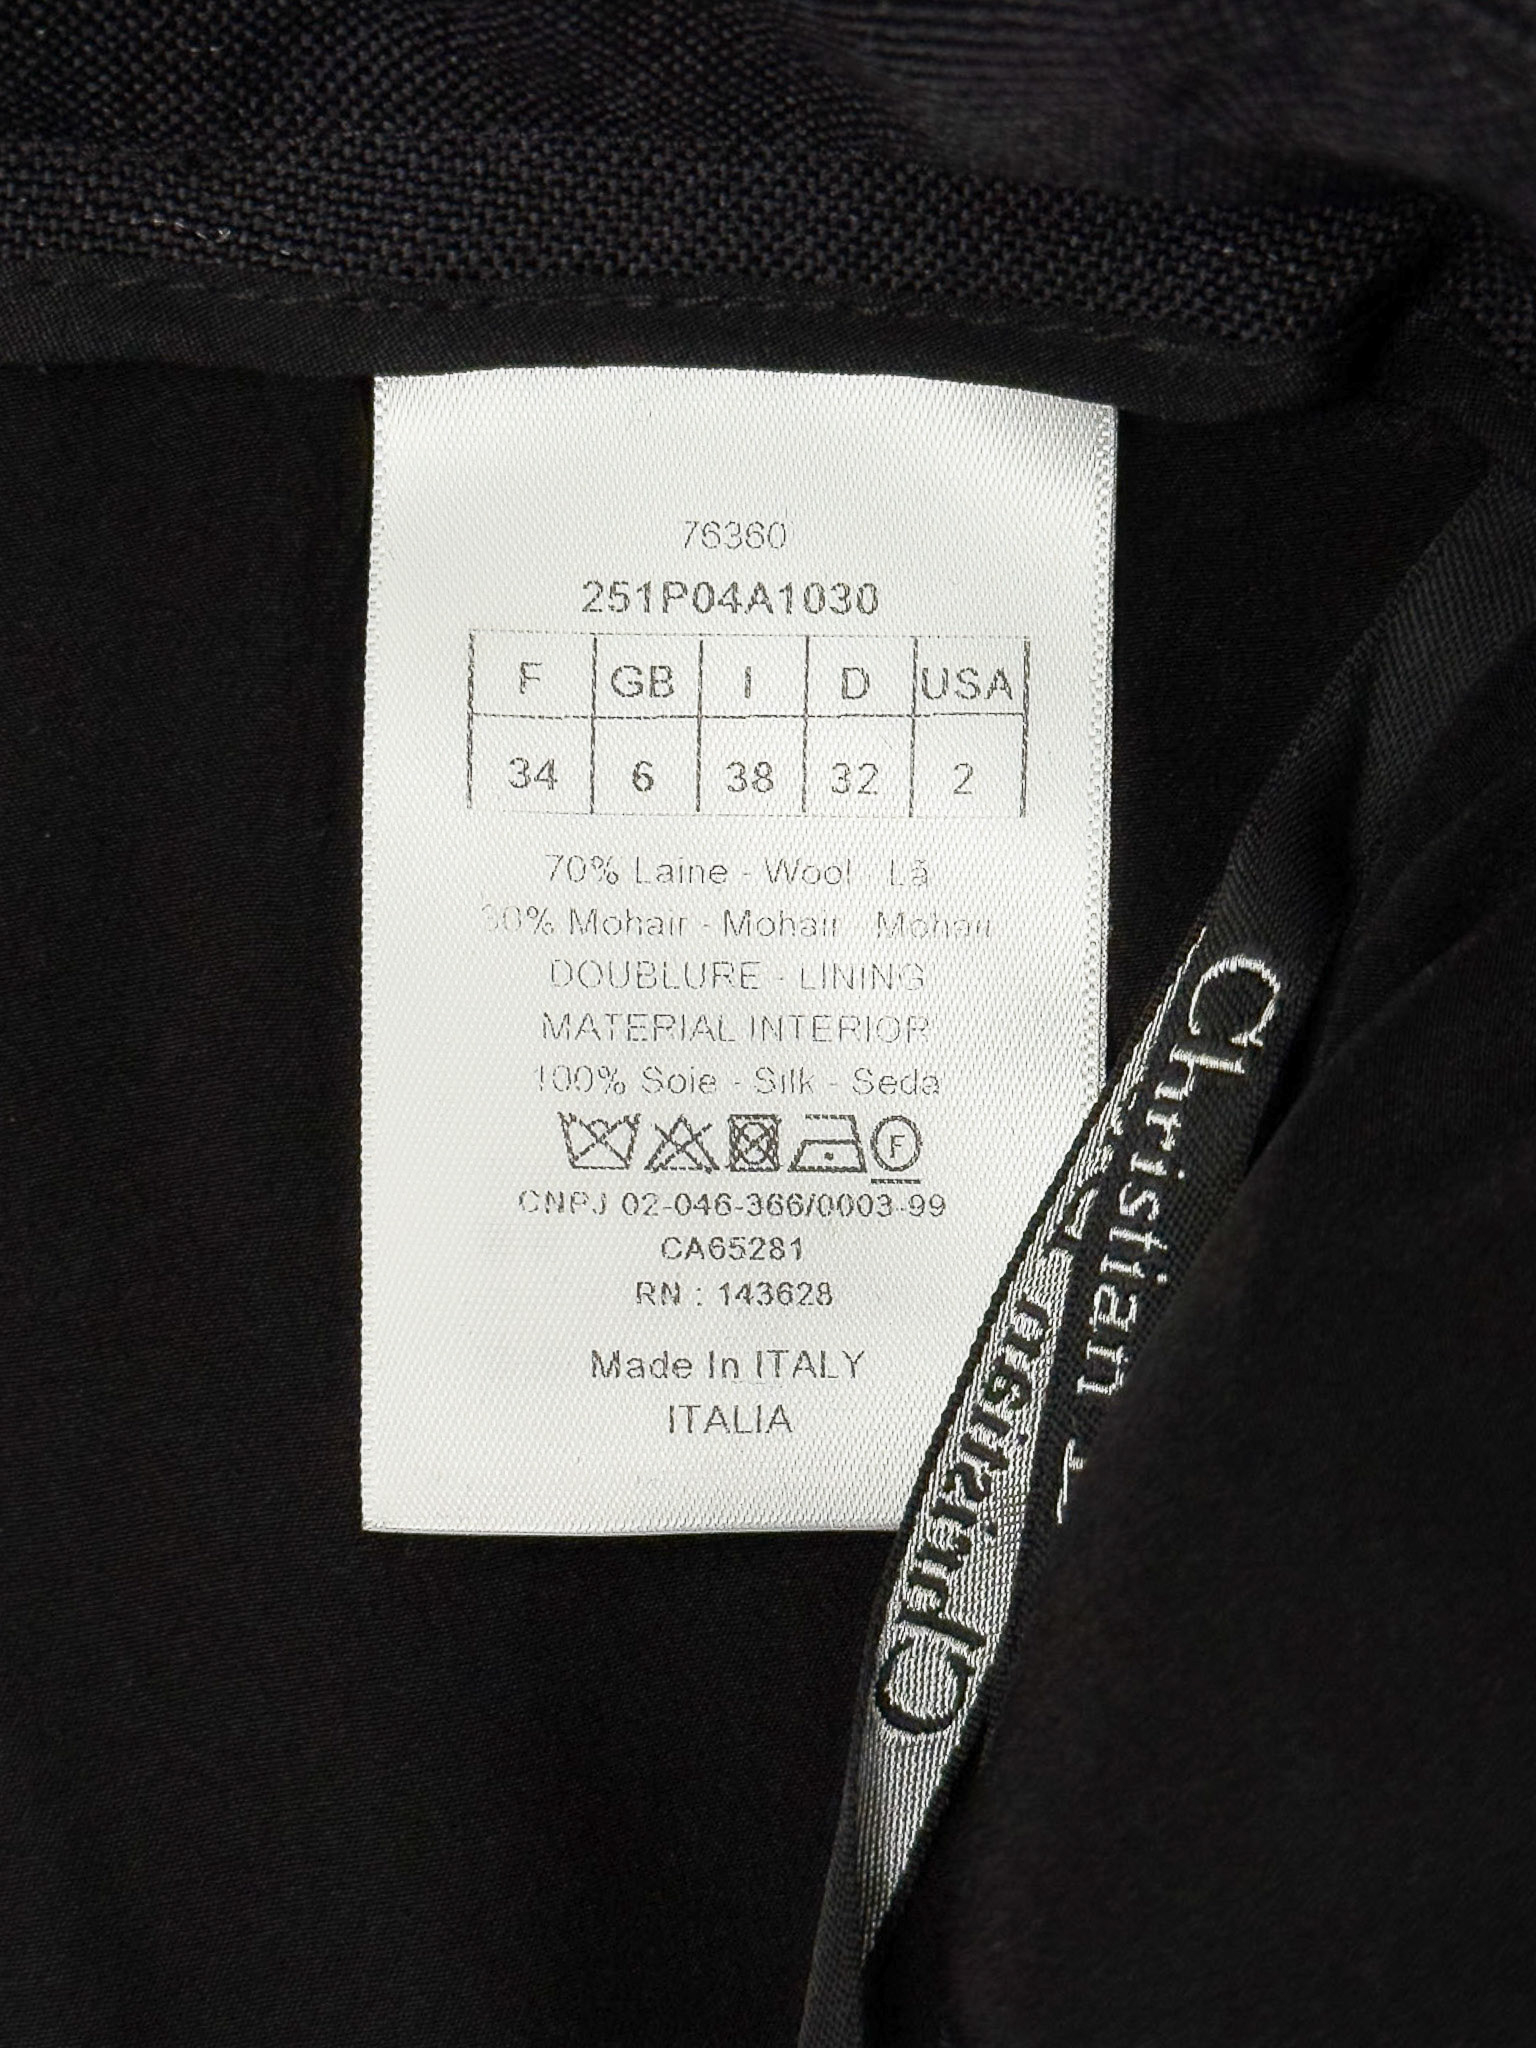 76360
251P04A1030
F GB I D USA
34 6 38 32 2
70% Laine - Wool - Lã
30% Mohair - Mohair - Mohair
DOUBLURE - LINING
MATERIAL INTERIOR
100% Soie - Silk - Seda
F
CNPJ 02-046-366/0003-99
CA65281
RN : 143628
Made In ITALY
ITALIA
Christian
Christian